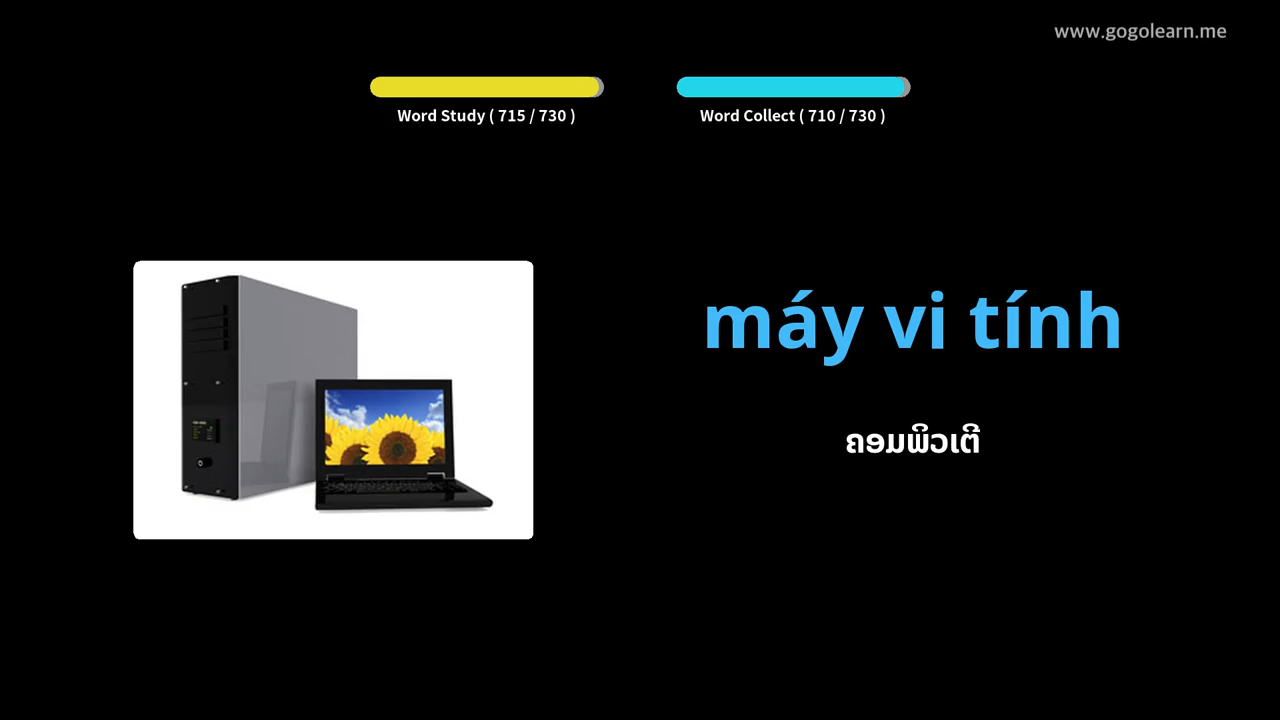 www.gogolearn.me
Word Study ( 715 / 730 )
Word Collect ( 710 / 730 )
máy vi tính
ຄອມພິວເຕີ